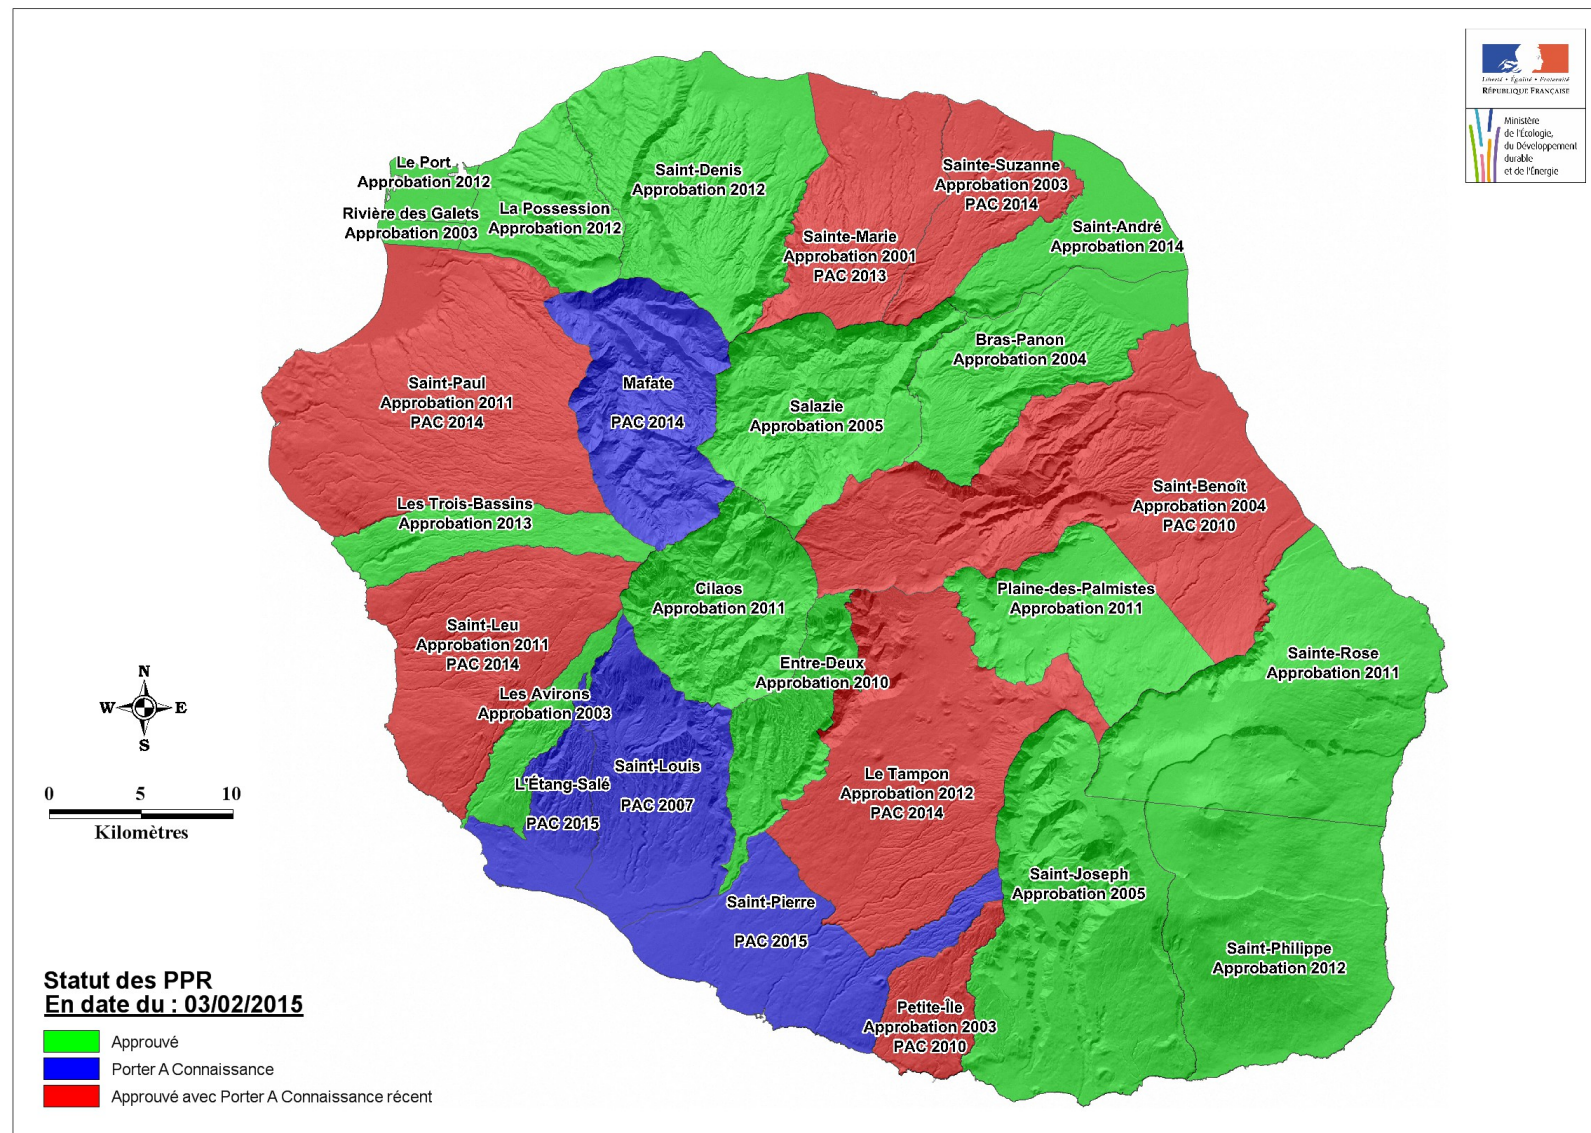 Liberté • Égalité • Fraternité
RÉPUBLIQUE FRANÇAISE
Ministère
de l'Écologie,
du Développement
durable
et de l'Énergie
Le Port
Approbation 2012
Rivière des Galets
Approbation 2003
La Possession
Approbation 2012
Saint-Denis
Approbation 2012
Sainte-Marie
Approbation 2001
PAC 2013
Sainte-Suzanne
Approbation 2003
PAC 2014
Saint-André
Approbation 2014
Bras-Panon
Approbation 2004
Saint-Paul
Approbation 2011
PAC 2014
Mafate
PAC 2014
Salazie
Approbation 2005
Les Trois-Bassins
Approbation 2013
Saint-Benoît
Approbation 2004
PAC 2010
Cilaos
Approbation 2011
Plaine-des-Palmistes
Approbation 2011
Saint-Leu
Approbation 2011
PAC 2014
Entre-Deux
Approbation 2010
Sainte-Rose
Approbation 2011
Les Avirons
Approbation 2003
L'Étang-Salé
PAC 2015
Saint-Louis
PAC 2007
Le Tampon
Approbation 2012
PAC 2014
Saint-Joseph
Approbation 2005
Saint-Pierre
PAC 2015
Saint-Philippe
Approbation 2012
Petite-Île
Approbation 2003
PAC 2010
N
W E
S
0 5 10
Kilomètres
Statut des PPR
En date du : 03/02/2015
Approuvé
Porter A Connaissance
Approuvé avec Porter A Connaissance récent